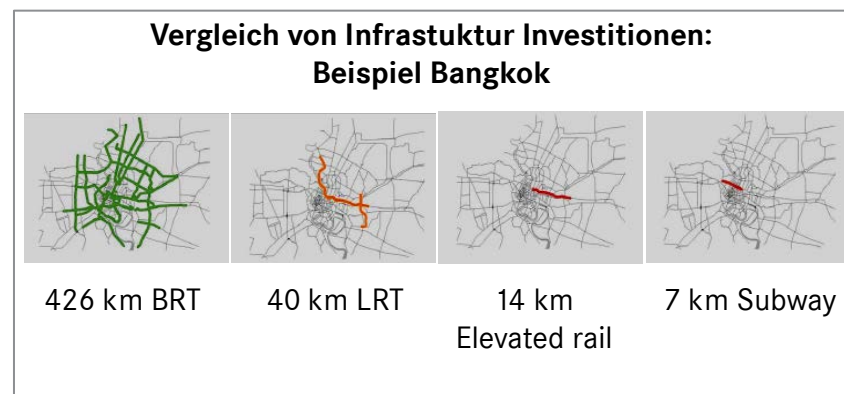 Vergleich von Infrastuktur Investitionen:
Beispiel Bangkok
426 km BRT
40 km LRT
14 km
Elevated rail
7 km Subway